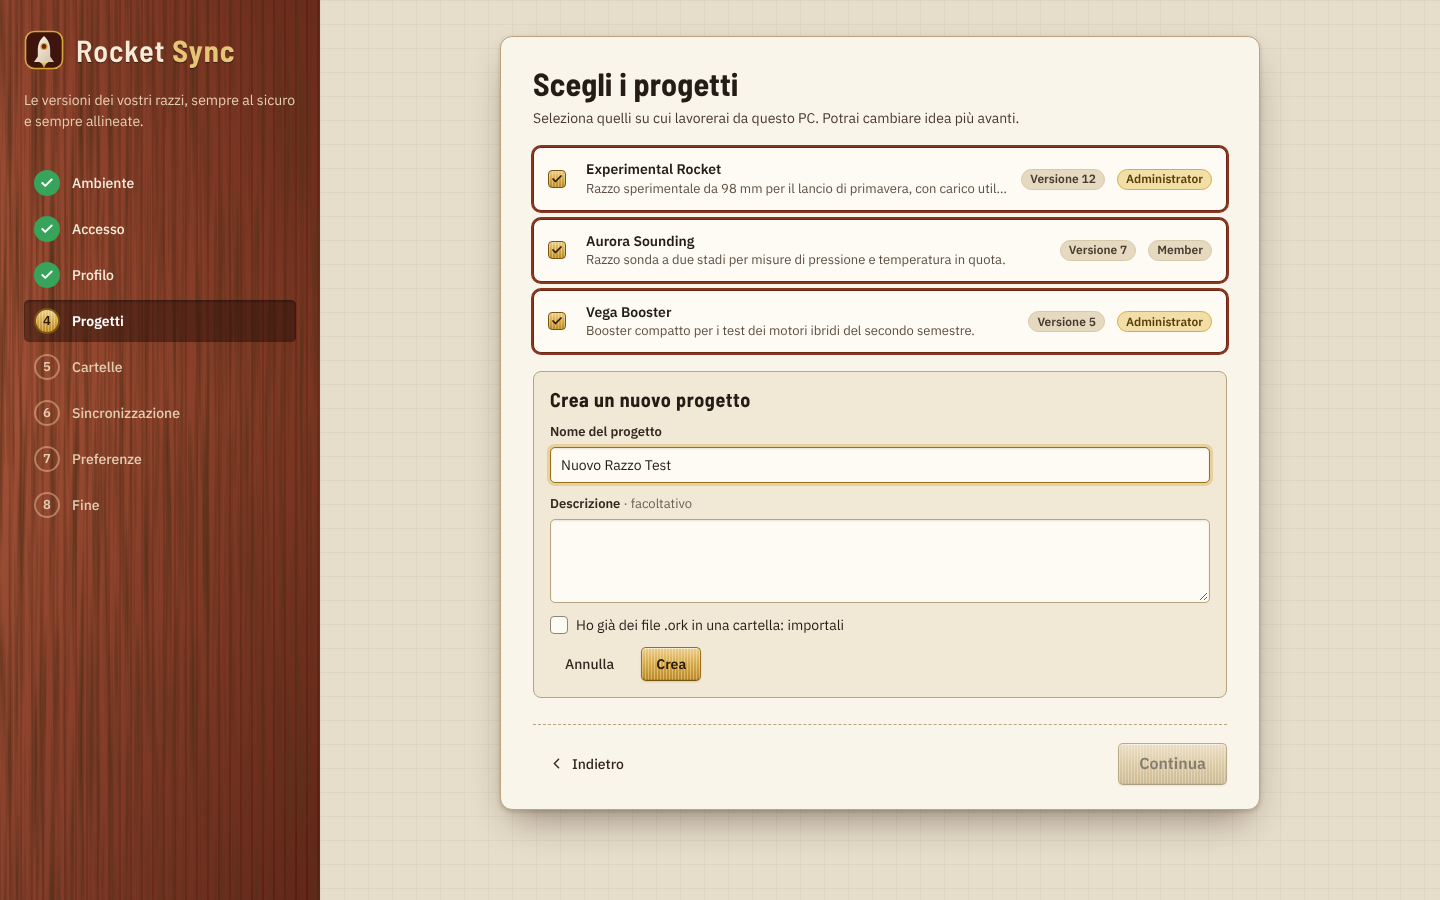 Rocket Sync
Le versioni dei vostri razzi, sempre al sicuro
e sempre allineate.
Ambiente
Accesso
Profilo
4 Progetti
5 Cartelle
6 Sincronizzazione
7 Preferenze
8 Fine
Scegli i progetti
Seleziona quelli su cui lavorerai da questo PC. Potrai cambiare idea più avanti.
Experimental Rocket
Razzo sperimentale da 98 mm per il lancio di primavera, con carico util...
Versione 12 Administrator
Aurora Sounding
Razzo sonda a due stadi per misure di pressione e temperatura in quota.
Versione 7 Member
Vega Booster
Booster compatto per i test dei motori ibridi del secondo semestre.
Versione 5 Administrator
Crea un nuovo progetto
Nome del progetto
Nuovo Razzo Test
Descrizione · facoltativo
Ho già dei file .ork in una cartella: importali
Annulla Crea
Indietro Continua